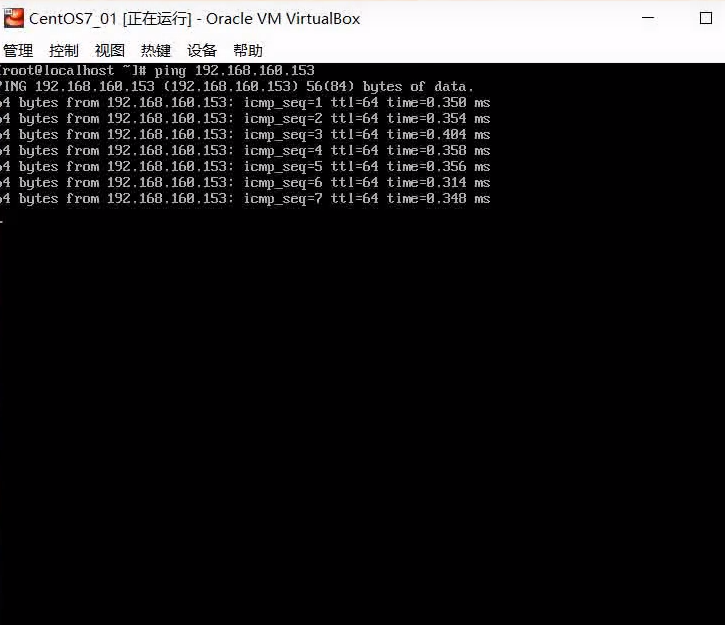 CentOS7_01 [正在运行] - Oracle VM VirtualBox
管理 控制 视图 热键 设备 帮助
[root@localhost ~]# ping 192.168.160.153
PING 192.168.160.153 (192.168.160.153) 56(84) bytes of data.
64 bytes from 192.168.160.153: icmp_seq=1 ttl=64 time=0.350 ms
64 bytes from 192.168.160.153: icmp_seq=2 ttl=64 time=0.354 ms
64 bytes from 192.168.160.153: icmp_seq=3 ttl=64 time=0.404 ms
64 bytes from 192.168.160.153: icmp_seq=4 ttl=64 time=0.358 ms
64 bytes from 192.168.160.153: icmp_seq=5 ttl=64 time=0.356 ms
64 bytes from 192.168.160.153: icmp_seq=6 ttl=64 time=0.314 ms
64 bytes from 192.168.160.153: icmp_seq=7 ttl=64 time=0.348 ms